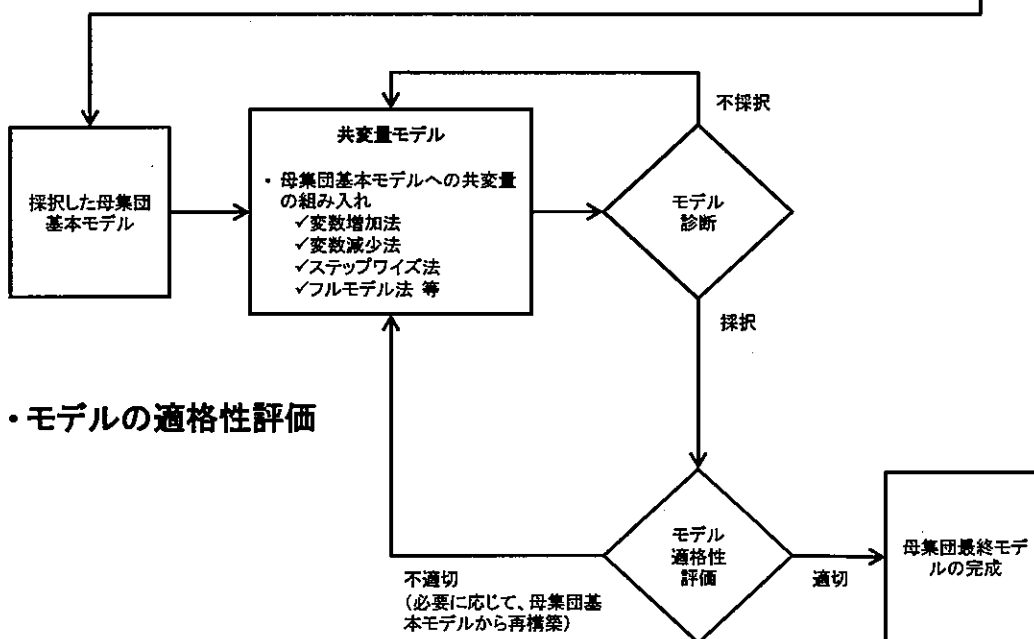 採択した母集団
基本モデル
共変量モデル
・ 母集団基本モデルへの共変量
の組み入れ
✓変数増加法
✓変数減少法
✓ステップワイズ法
✓フルモデル法 等
不採択
モデル
診断
採択
・モデルの適格性評価
モデル
適格性
評価
不適切
(必要に応じて、母集団基
本モデルから再構築)
適切
母集団最終モデ
ルの完成